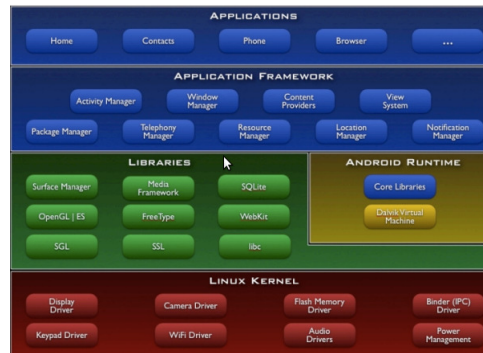 APPLICATIONS
Home
Contacts
Phone
Browser
...
APPLICATION FRAMEWORK
Activity Manager
Window
Manager
Content
Providers
View
System
Package Manager
Telephony
Manager
Resource
Manager
Location
Manager
Notification
Manager
LIBRARIES
Surface Manager
Media
Framework
SQLite
OpenGL | ES
FreeType
WebKit
SGL
SSL
libc
ANDROID RUNTIME
Core Libraries
Dalvik Virtual
Machine
LINUX KERNEL
Display
Driver
Camera Driver
Flash Memory
Driver
Binder (IPC)
Driver
Keypad Driver
WiFi Driver
Audio
Drivers
Power
Management